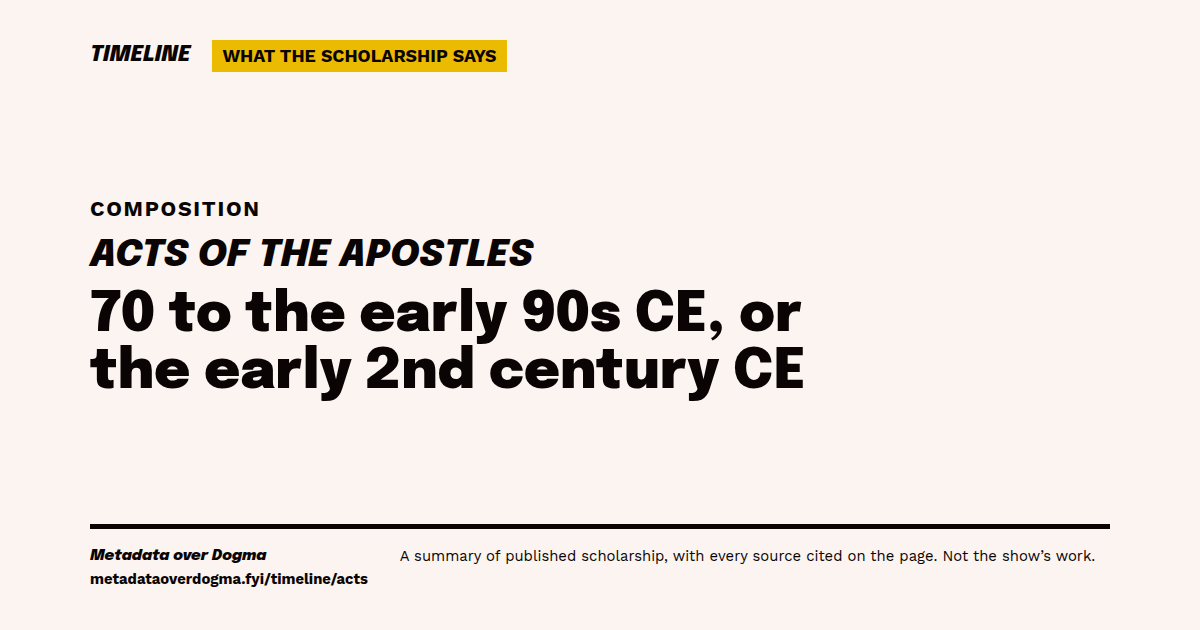 TIMELINE
WHAT THE SCHOLARSHIP SAYS
COMPOSITION
ACTS OF THE APOSTLES
70 to the early 90s CE, or
the early 2nd century CE
Metadata over Dogma
A summary of published scholarship, with every source cited on the page. Not the show’s work.
metadataoverdogma.fyi/timeline/acts